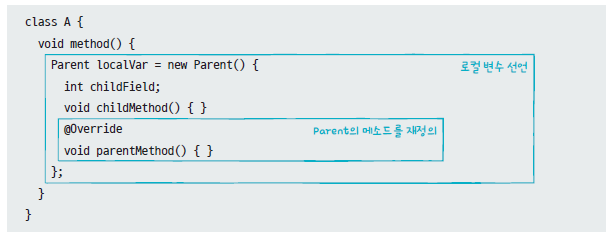 class A {
void method() {
Parent localVar = new Parent() { 로컬 변수 선언
int childField;
void childMethod() { }
@Override Parent의 메소드를 재정의
void parentMethod() { }
};
}
}